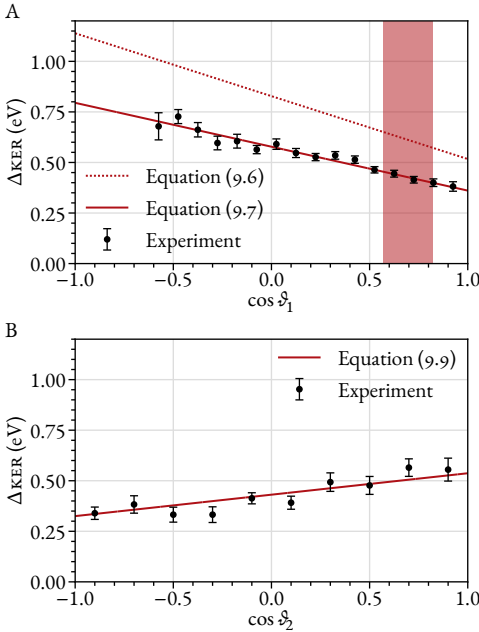 A
ΔKER (eV)
1.00
0.75
0.50
0.25
0.00
Equation (9.6)
Equation (9.7)
Experiment
−1.0 −0.5 0.0 0.5 1.0
cos ϑ1
B
ΔKER (eV)
1.00
0.75
0.50
0.25
0.00
Equation (9.9)
Experiment
−1.0 −0.5 0.0 0.5 1.0
cos ϑ2